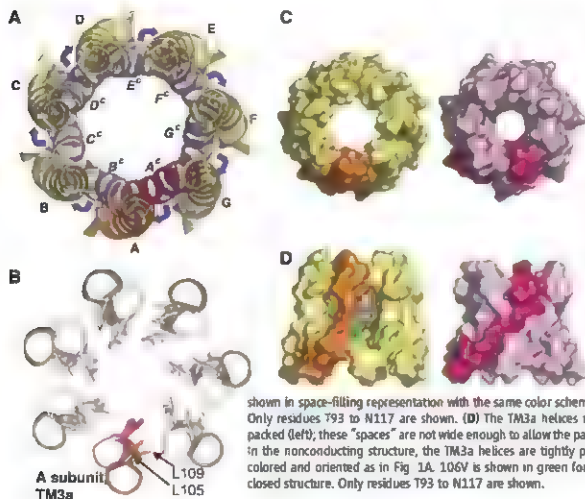 A
D
E
C
F
B
G
A
E^c
D^c
F^c
C^c
G^c
B^c
A^c
B
A subunit
TM3a
L109
L105
C
D
shown in space-filling representation with the same color schem
Only residues T93 to N117 are shown. (D) The TM3a helices
packed (left); these "spaces" are not wide enough to allow the pa
in the nonconducting structure, the TM3a helices are tightly p
colored and oriented as in Fig 1A. 106V is shown in green fo
closed structure. Only residues T93 to N117 are shown.